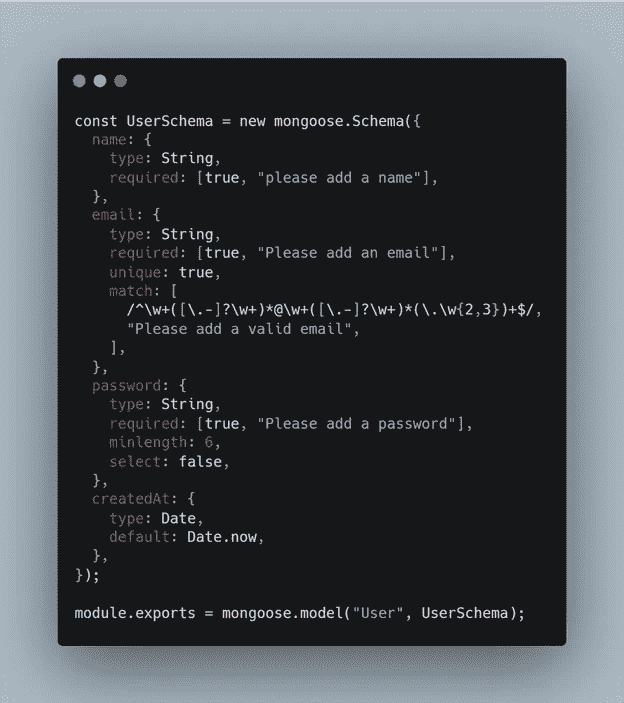 const UserSchema = new mongoose.Schema({
  name: {
    type: String,
    required: [true, "please add a name"],
  },
  email: {
    type: String,
    required: [true, "Please add an email"],
    unique: true,
    match: [
      /^\w+([\.-]?\w+)*@\w+([\.-]?\w+)*(\.\w{2,3})+$/,
      "Please add a valid email",
    ],
  },
  password: {
    type: String,
    required: [true, "Please add a password"],
    minlength: 6,
    select: false,
  },
  createdAt: {
    type: Date,
    default: Date.now,
  },
});
module.exports = mongoose.model("User", UserSchema);